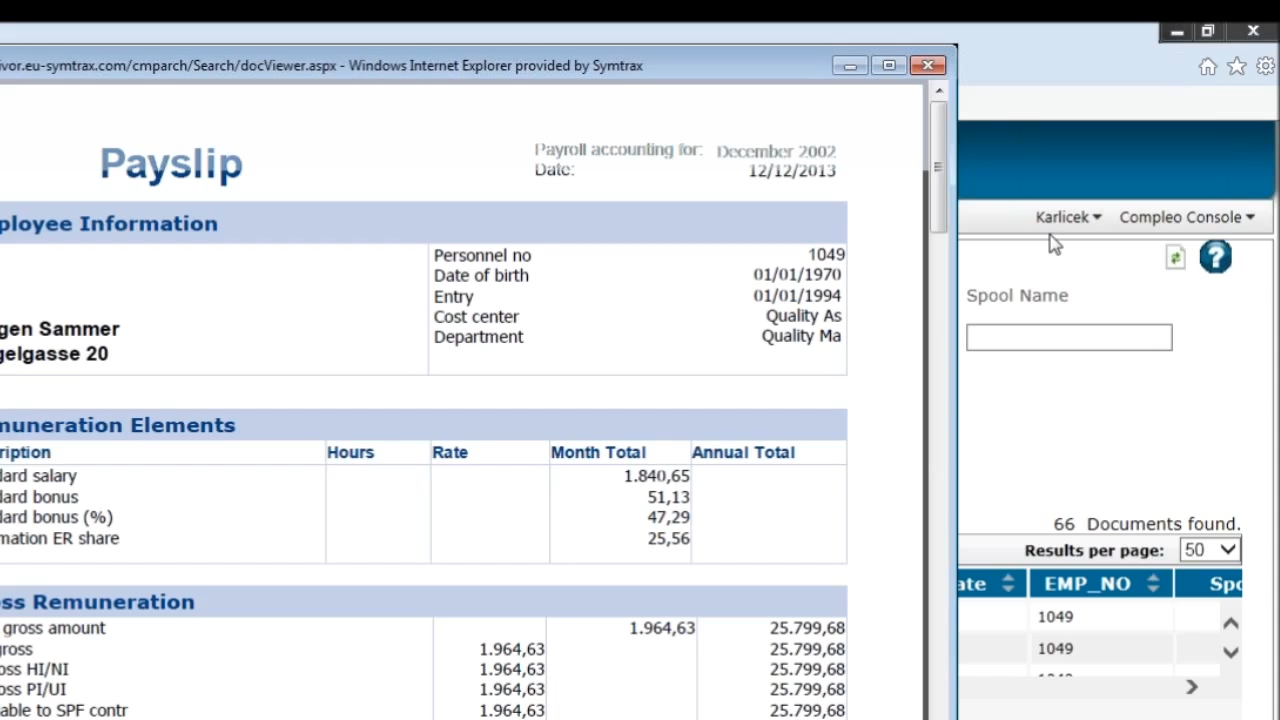 ivor.eu-symtrax.com/cmparch/Search/docViewer.aspx - Windows Internet Explorer provided by Symtrax
Payslip
Payroll accounting for: December 2002
Date: 12/12/2013
ployee Information
Personnel no 1049
Date of birth 01/01/1970
Entry 01/01/1994
Cost center Quality As
Department Quality Ma
gen Sammer
gelgasse 20
muneration Elements
ription Hours Rate Month Total Annual Total
dard salary 1.840,65
dard bonus 51,13
dard bonus (%) 47,29
mation ER share 25,56
ss Remuneration
gross amount 1.964,63 25.799,68
gross 1.964,63 25.799,68
oss HI/NI 1.964,63 25.799,68
oss PI/UI 1.964,63 25.799,68
able to SPF contr 1.964,63 25.799,68
Karlicek Compleo Console
Spool Name
66 Documents found.
Results per page: 50
ate EMP_NO Spo
1049
1049